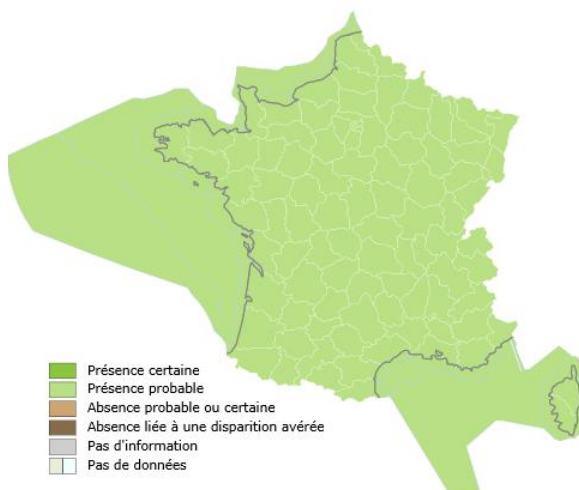 Présence certaine
Présence probable
Absence probable ou certaine
Absence liée à une disparition avérée
Pas d'information
Pas de données